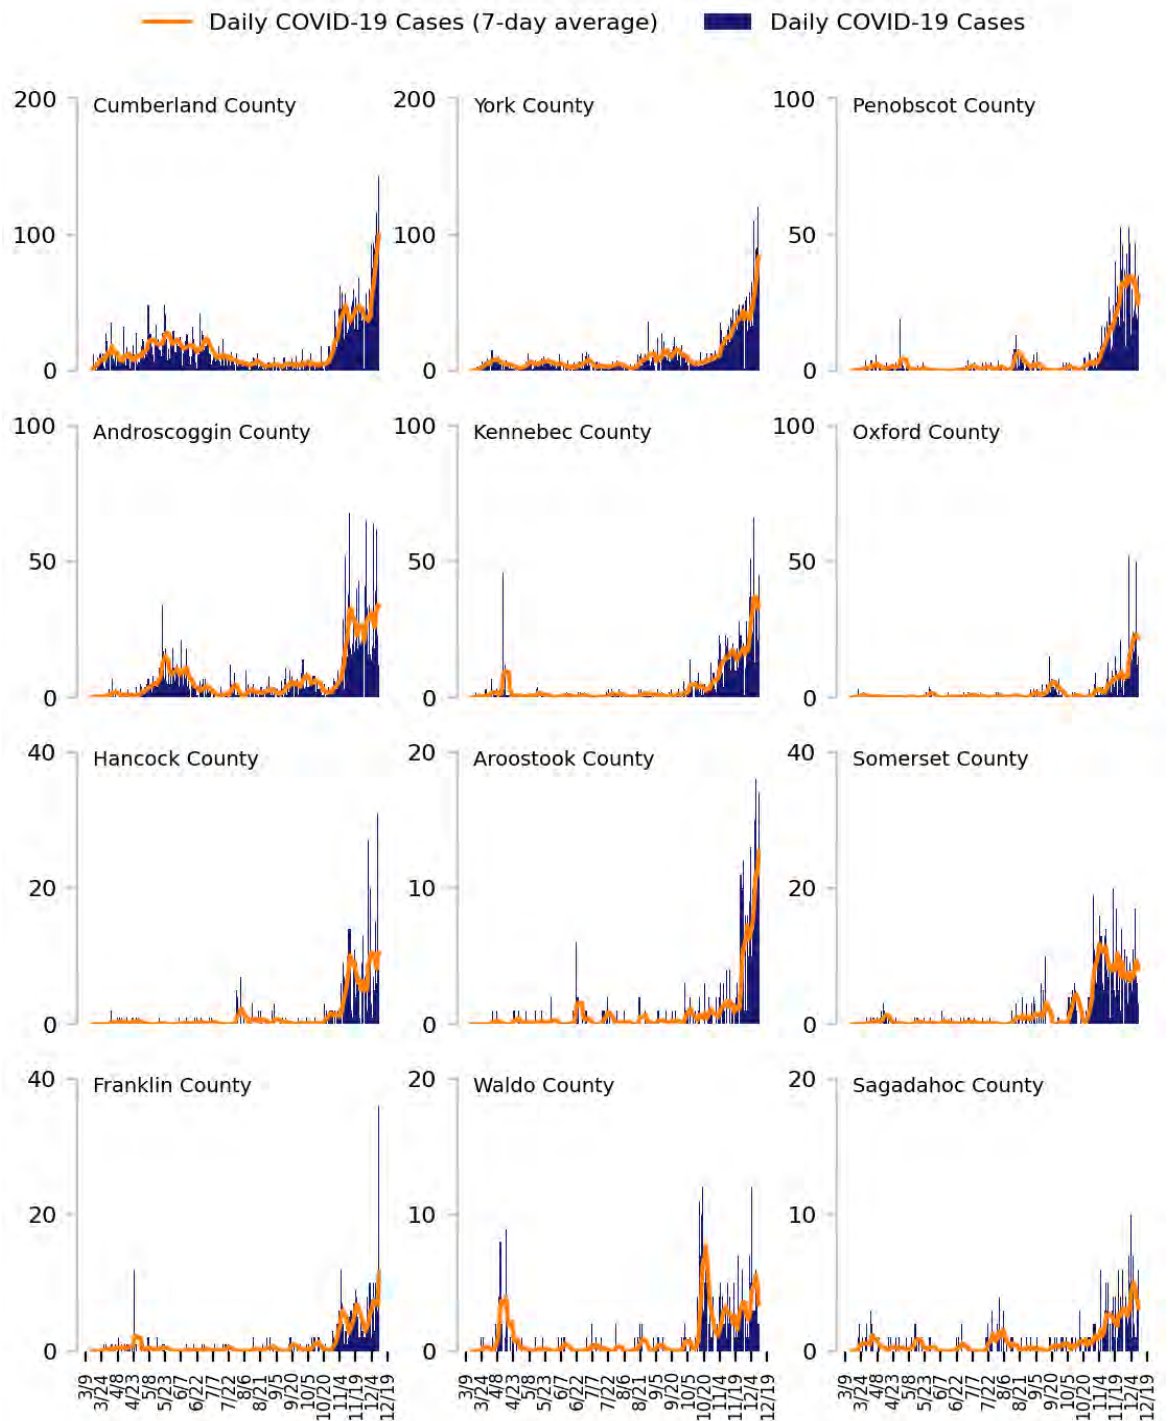 Daily COVID-19 Cases (7-day average) Daily COVID-19 Cases
200 Cumberland County 200 York County 100 Penobscot County
100 100 50
0 0 0
100 Androscoggin County 100 Kennebec County 100 Oxford County
50 50 50
0 0 0
40 Hancock County 20 Aroostook County 40 Somerset County
20 10 20
0 0 0
40 Franklin County 20 Waldo County 20 Sagadahoc County
20 10 10
0 0 0
3/9 3/24 4/8 4/23 5/8 5/23 6/7 6/22 7/7 7/22 8/6 8/21 9/5 9/20 10/5 10/20 11/4 11/19 12/4 12/19 3/9 3/24 4/8 4/23 5/8 5/23 6/7 6/22 7/7 7/22 8/6 8/21 9/5 9/20 10/5 10/20 11/4 11/19 12/4 12/19 3/9 3/24 4/8 4/23 5/8 5/23 6/7 6/22 7/7 7/22 8/6 8/21 9/5 9/20 10/5 10/20 11/4 11/19 12/4 12/19